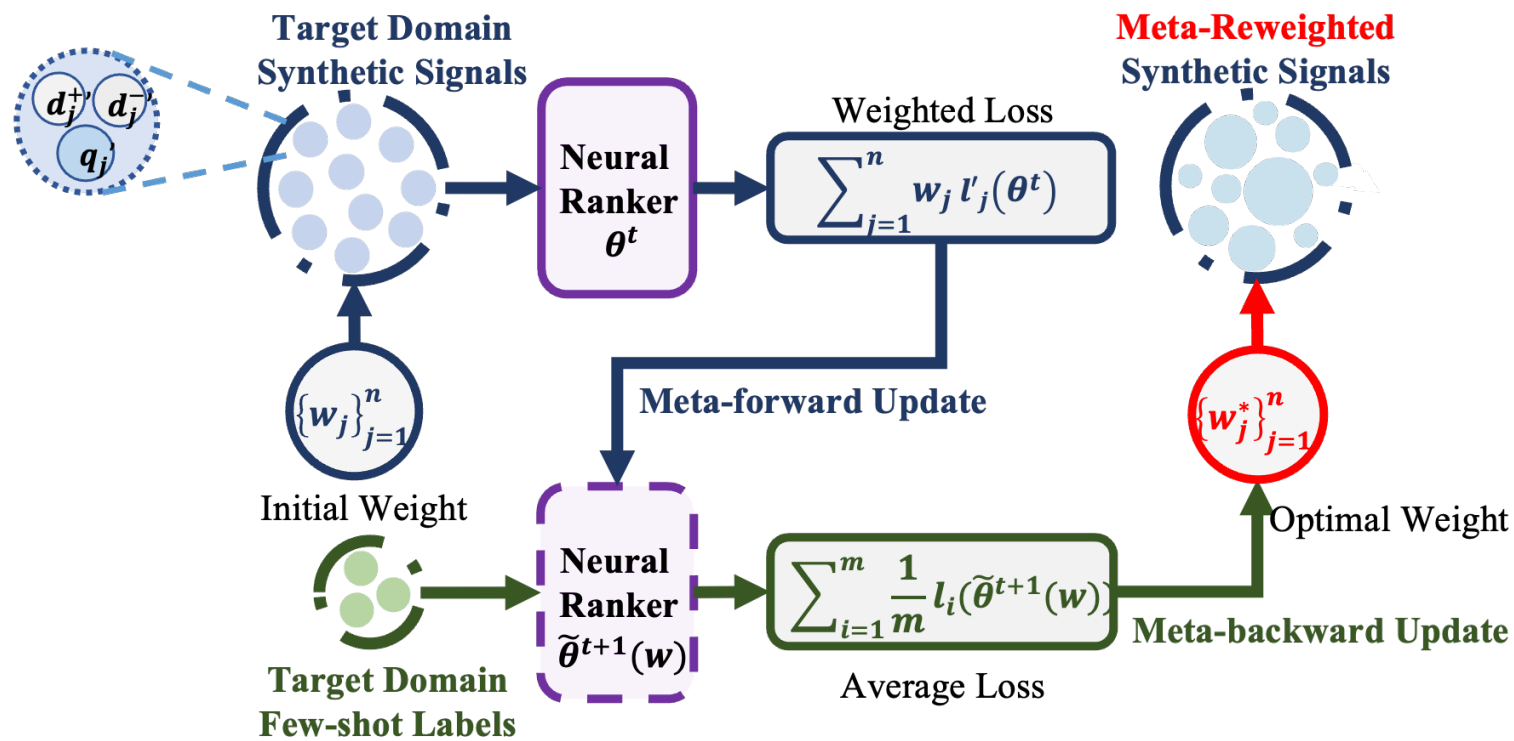 Target Domain
Synthetic Signals
Meta-Reweighted
Synthetic Signals
d_j^+′ d_j^-′
q_j′
Neural
Ranker
θ^t
Weighted Loss
∑_{j=1}^n w_j l′_j(θ^t)
{w_j}_{j=1}^n
Initial Weight
Meta-forward Update
{w_j^*}_{j=1}^n
Optimal Weight
Neural
Ranker
θ̃^{t+1}(w)
∑_{i=1}^m 1/m l_i(θ̃^{t+1}(w))
Average Loss
Meta-backward Update
Target Domain
Few-shot Labels